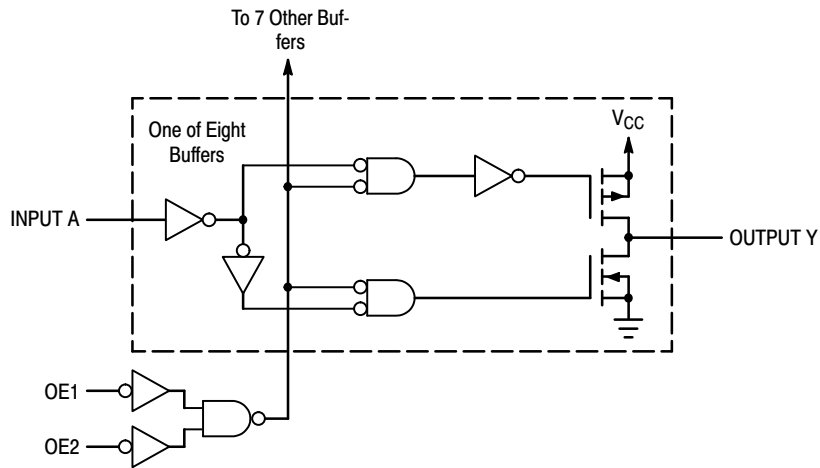 To 7 Other Buf-
fers
One of Eight
Buffers
VCC
INPUT A
OUTPUT Y
OE1
OE2